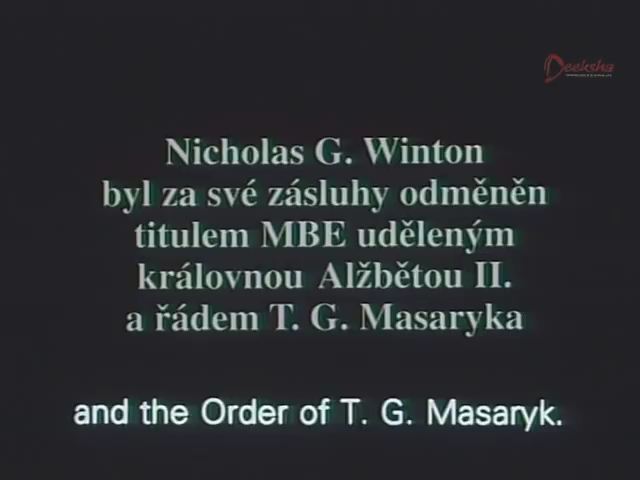 Deeksha
Nicholas G. Winton
byl za své zásluhy odměněn
titulem MBE uděleným
královnou Alžbětou II.
a řádem T. G. Masaryka
and the Order of T. G. Masaryk.